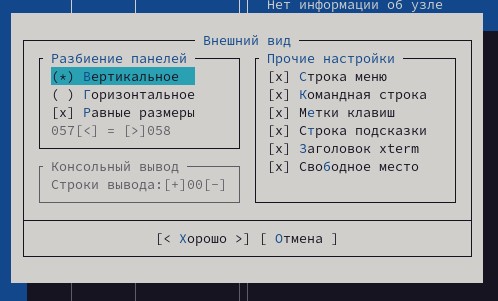 Нет информации об узле
Внешний вид
Разбиение панелей
(*) Вертикальное
( ) Горизонтальное
[x] Равные размеры
057[<] = [>]058
Консольный вывод
Строки вывода:[+]00[-]
Прочие настройки
[x] Строка меню
[x] Командная строка
[x] Метки клавиш
[x] Строка подсказки
[x] Заголовок xterm
[x] Свободное место
[< Хорошо >] [ Отмена ]